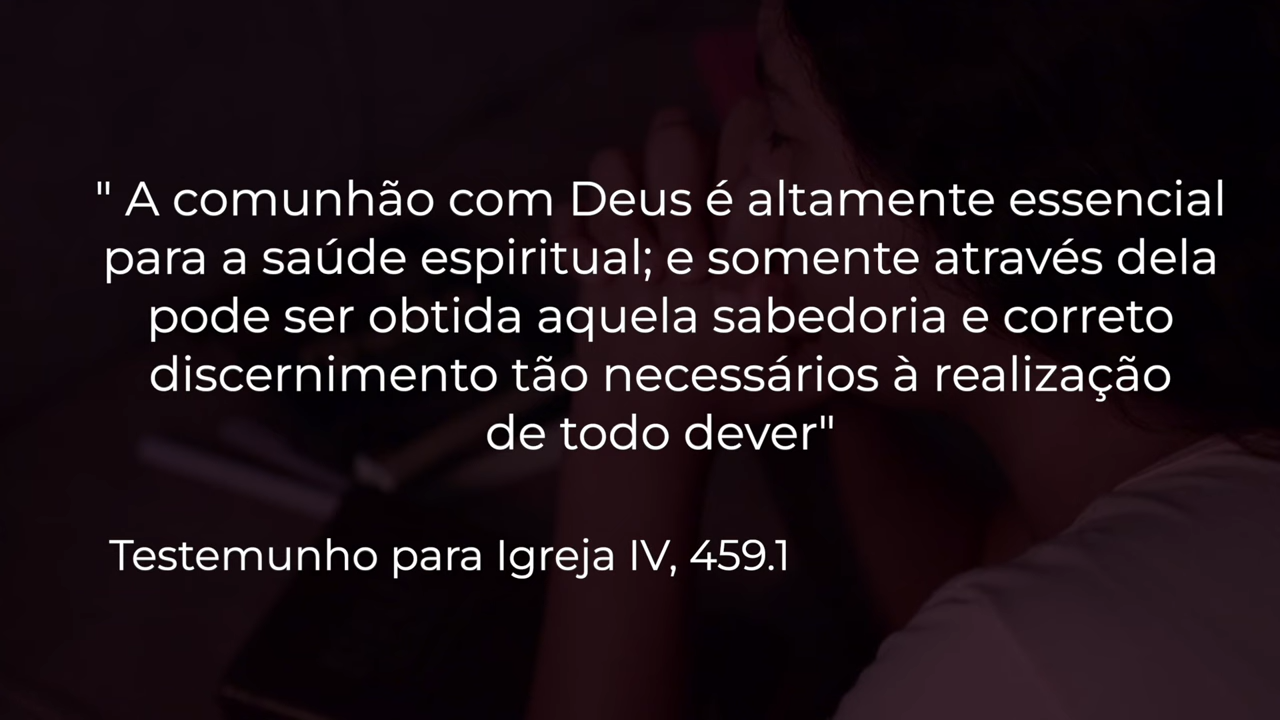 " A comunhão com Deus é altamente essencial
para a saúde espiritual; e somente através dela
pode ser obtida aquela sabedoria e correto
discernimento tão necessários à realização
de todo dever"
Testemunho para Igreja IV, 459.1